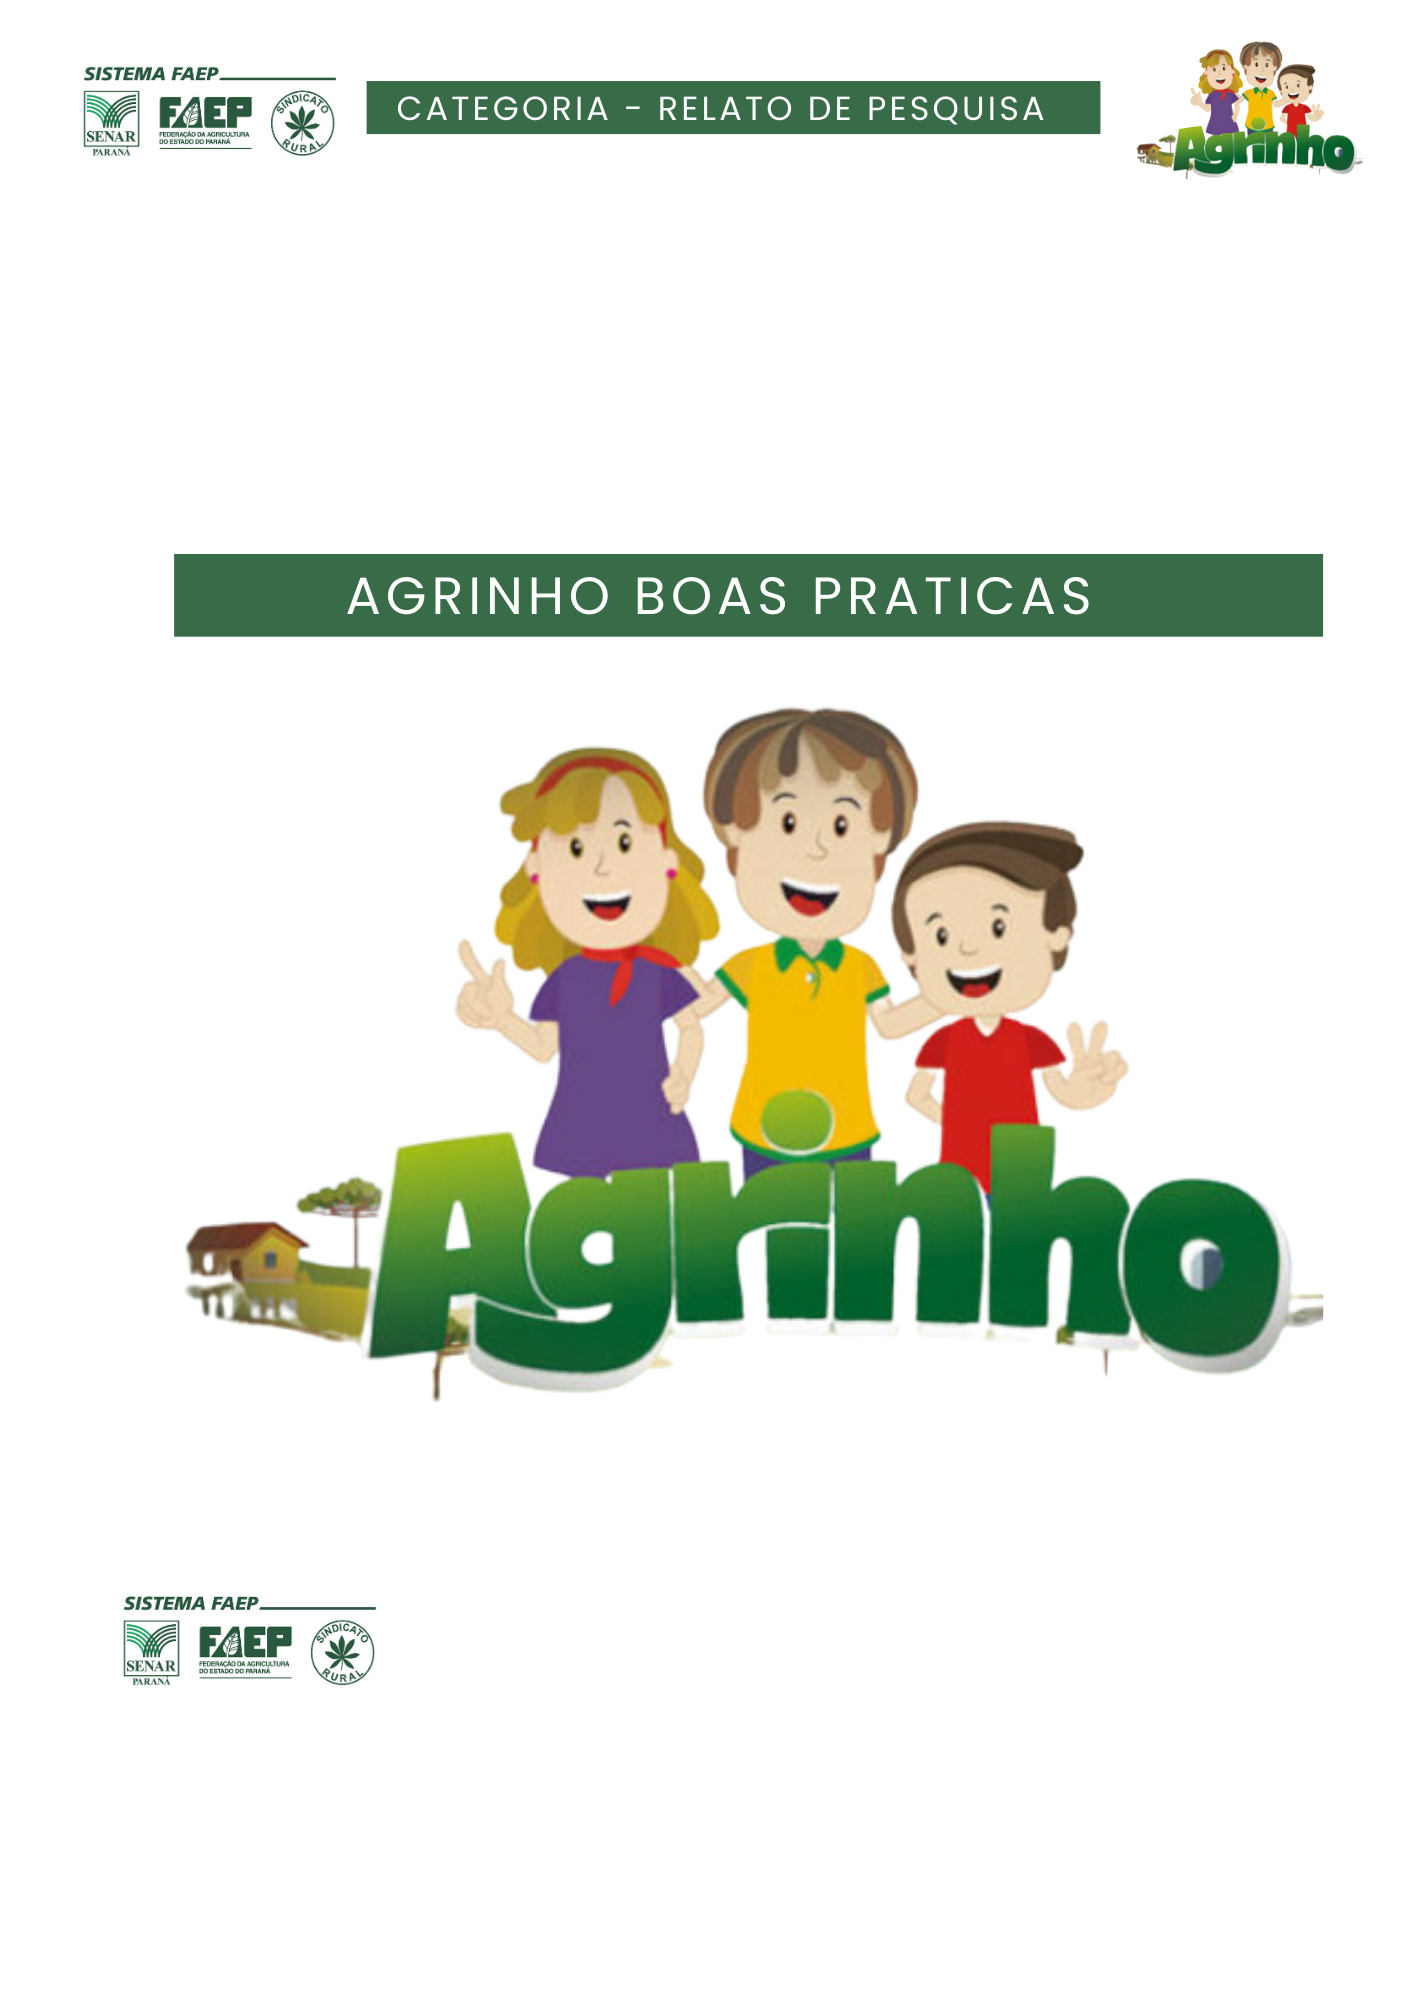 SISTEMA FAEP
SENAR
PARANÁ
FAEP
FEDERAÇÃO DA AGRICULTURA
DO ESTADO DO PARANÁ
SINDICATO
RURAL
CATEGORIA - RELATO DE PESQUISA
Agrinho
AGRINHO BOAS PRATICAS
Agrinho
SISTEMA FAEP
SENAR
PARANÁ
FAEP
FEDERAÇÃO DA AGRICULTURA
DO ESTADO DO PARANÁ
SINDICATO
RURAL